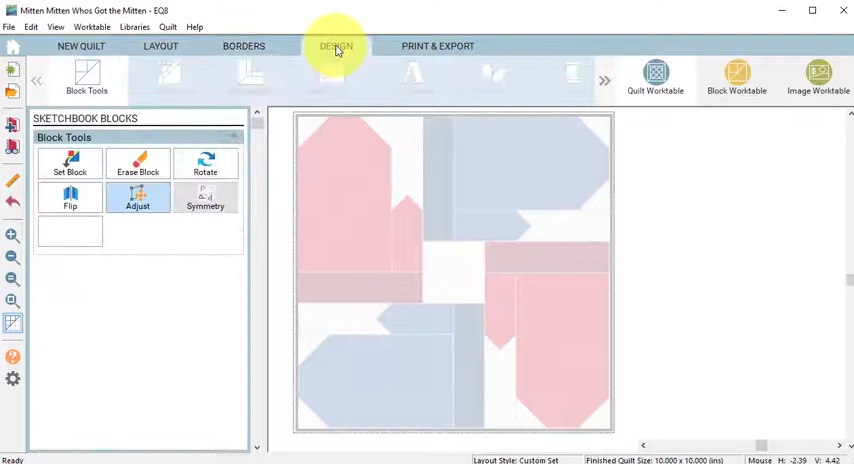 Mitten Mitten Whos Got the Mitten - EQ8
File Edit View Worktable Libraries Quilt Help
NEW QUILT LAYOUT BORDERS DESIGN PRINT & EXPORT
Block Tools Quilt Worktable Block Worktable Image Worktable
SKETCHBOOK BLOCKS
Block Tools
Set Block Erase Block Rotate
Flip Adjust Symmetry
Ready Layout Style: Custom Set Finished Quilt Size: 10.000 x 10.000 (ins) Mouse H: -2.39 V: 4.42